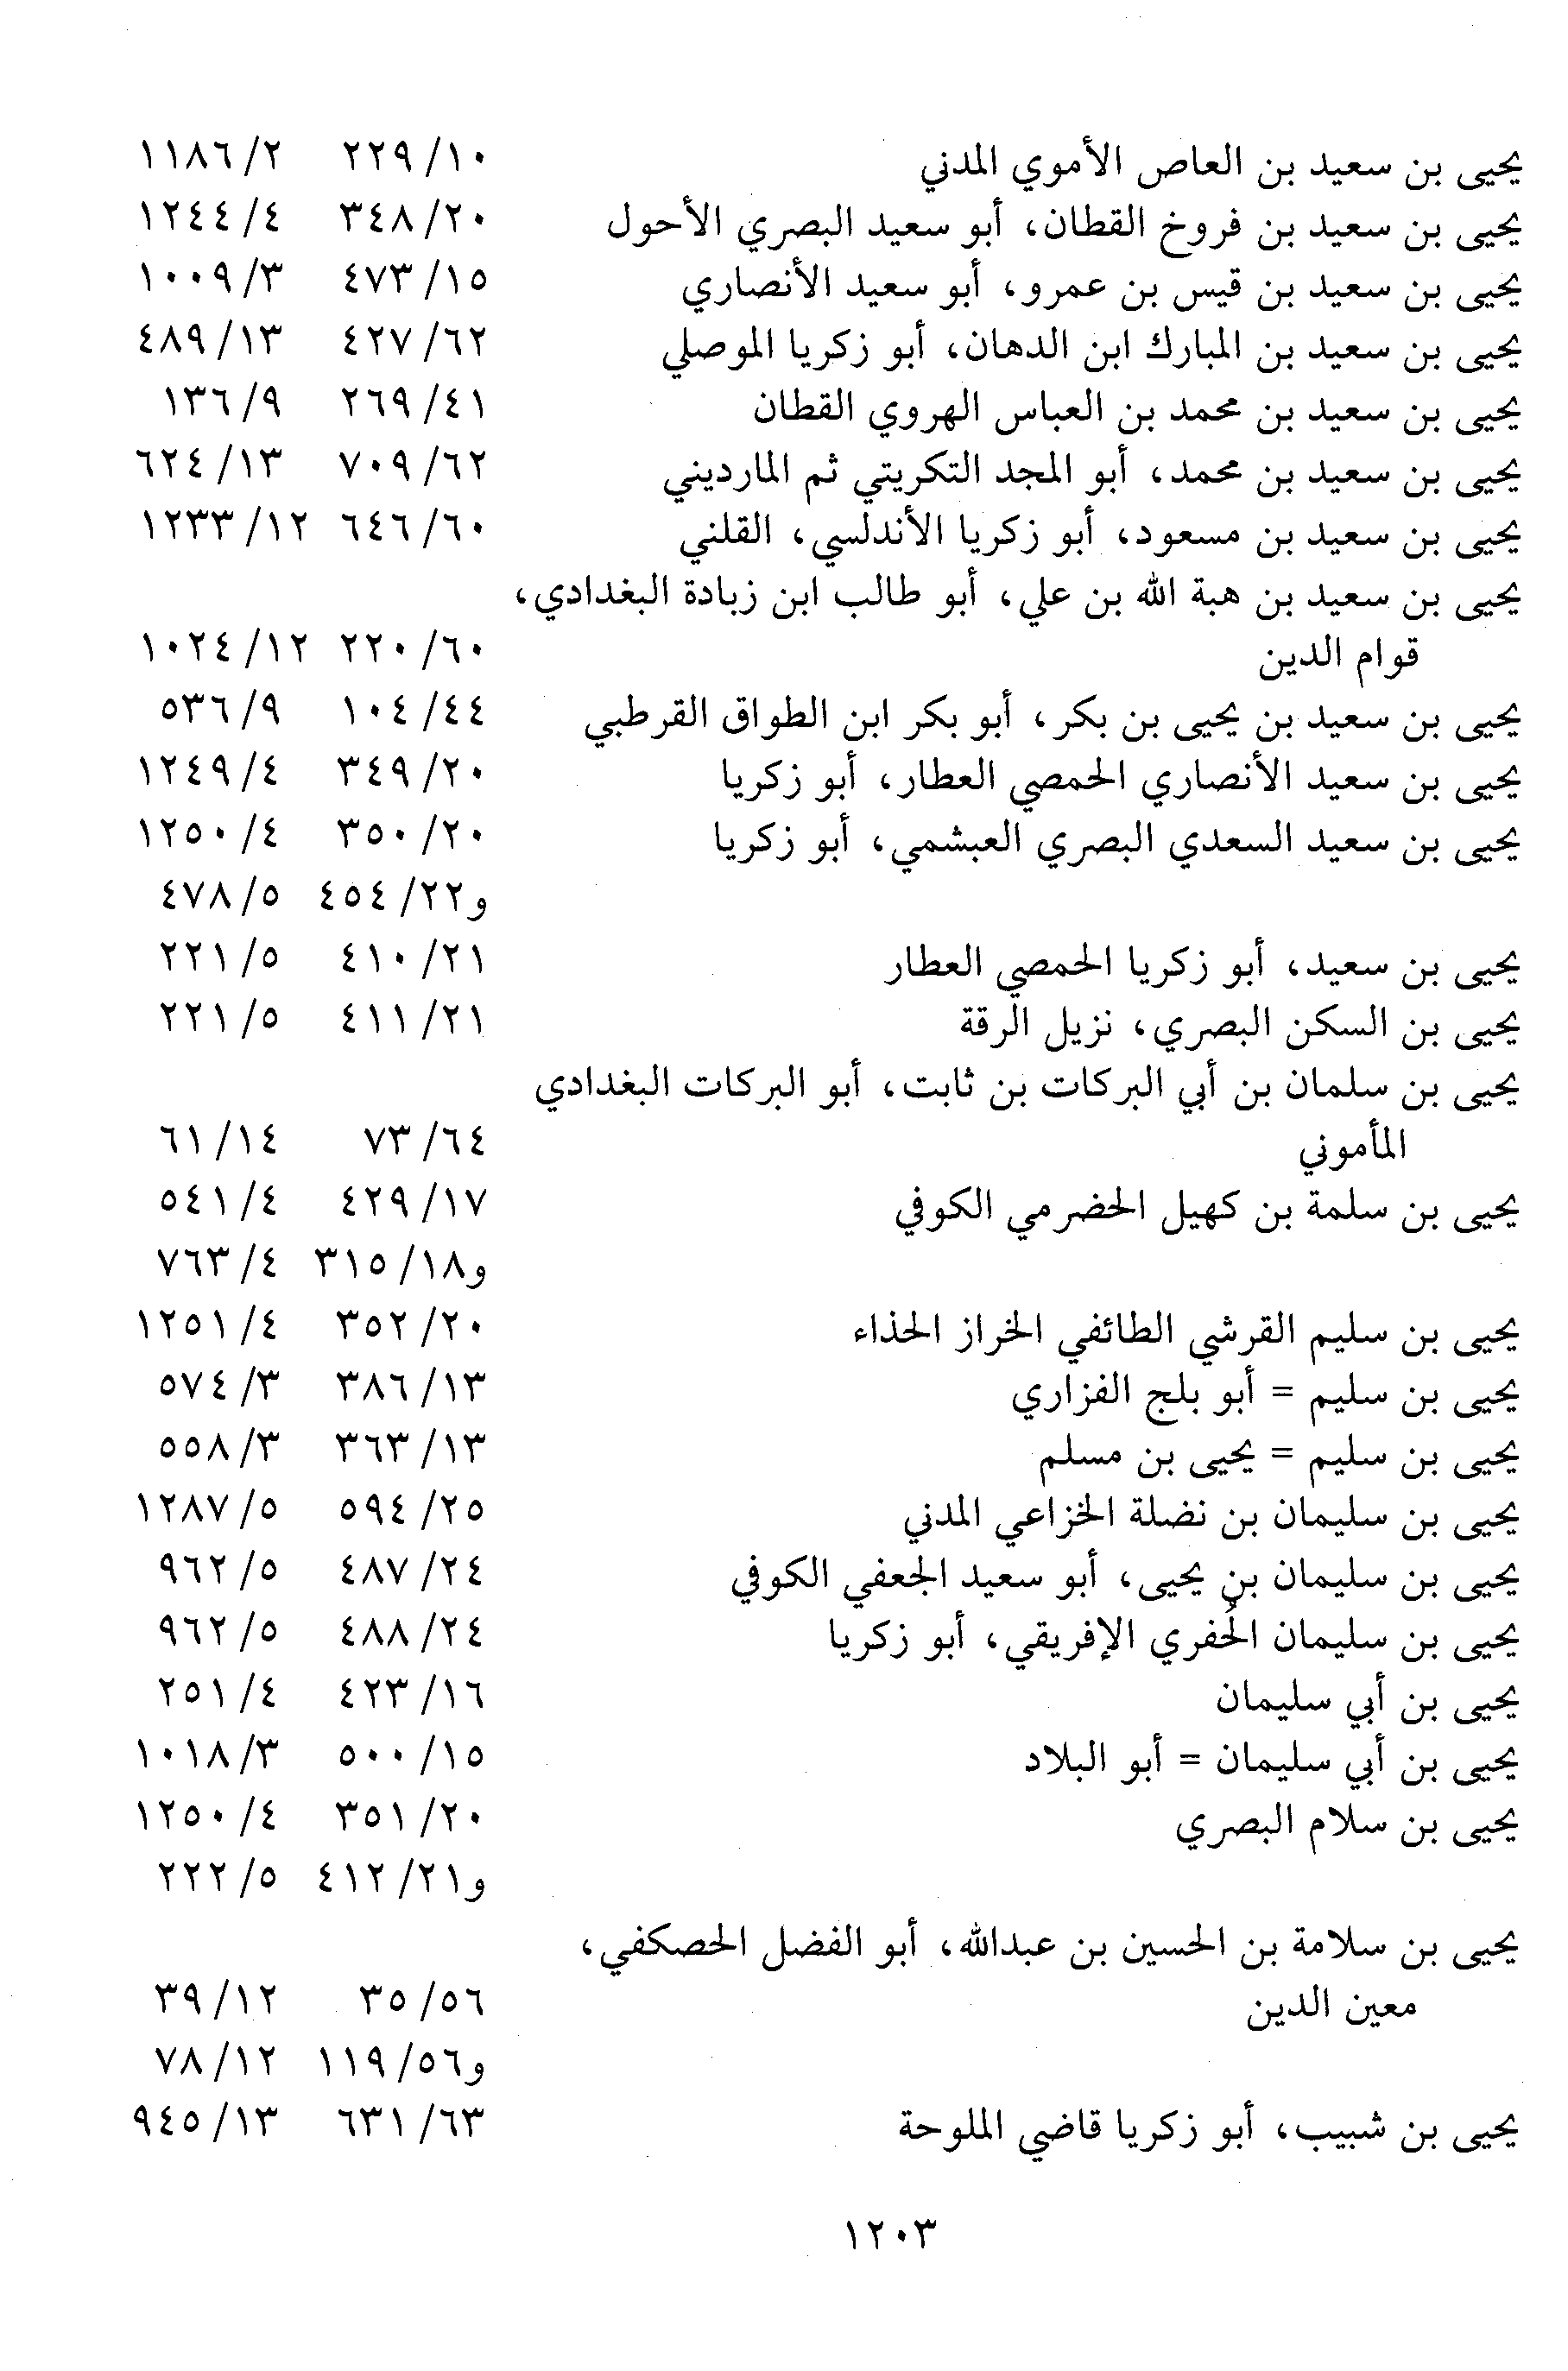 يحيى بن سعيد بن العاص الأموي المدني ١٠/ ٢٢٩ ٢/ ١١٨٦
يحيى بن سعيد بن فروخ القطان، أبو سعيد البصري الأحول ٢٠/ ٣٤٨ ٤/ ١٢٤٤
يحيى بن سعيد بن قيس بن عمرو، أبو سعيد الأنصاري ١٥/ ٤٧٣ ٣/ ١٠٠٩
يحيى بن سعيد بن المبارك ابن الدهان، أبو زكريا الموصلي ٦٢/ ٤٢٧ ١٣/ ٤٨٩
يحيى بن سعيد بن محمد بن العباس الهروي القطان ٤١/ ٢٦٩ ٩/ ١٣٦
يحيى بن سعيد بن محمد، أبو المجد التكريتي ثم المارديني ٦٢/ ٧٠٩ ١٣/ ٦٢٤
يحيى بن سعيد بن مسعود، أبو زكريا الأندلسي، القلني ٦٠/ ٦٤٦ ١٢/ ١٢٣٣
يحيى بن سعيد بن هبة الله بن علي، أبو طالب ابن زبادة البغدادي،
قوام الدين ٦٠/ ٢٢٠ ١٢/ ١٠٢٤
يحيى بن سعيد بن يحيى بن بكر، أبو بكر ابن الطواق القرطبي ٤٤/ ١٠٤ ٩/ ٥٣٦
يحيى بن سعيد الأنصاري الحمصي العطار، أبو زكريا ٢٠/ ٣٤٩ ٤/ ١٢٤٩
يحيى بن سعيد السعدي البصري العبشمي، أبو زكريا ٢٠/ ٣٥٠ ٤/ ١٢٥٠
و٢٢/ ٤٥٤ ٥/ ٤٧٨
يحيى بن سعيد، أبو زكريا الحمصي العطار ٢١/ ٤١٠ ٥/ ٢٢١
يحيى بن السكن البصري، نزيل الرقة ٢١/ ٤١١ ٥/ ٢٢١
يحيى بن سلمان بن أبي البركات بن ثابت، أبو البركات البغدادي
المأموني ٦٤/ ٧٣ ١٤/ ٦١
يحيى بن سلمة بن كهيل الحضرمي الكوفي ١٧/ ٤٢٩ ٤/ ٥٤١
و١٨/ ٣١٥ ٤/ ٧٦٣
يحيى بن سليم القرشي الطائفي الخراز الحذاء ٢٠/ ٣٥٢ ٤/ ١٢٥١
يحيى بن سليم = أبو بلج الفزاري ١٣/ ٣٨٦ ٣/ ٥٧٤
يحيى بن سليم = يحيى بن مسلم ١٣/ ٣٦٣ ٣/ ٥٥٨
يحيى بن سليمان بن نضلة الخزاعي المدني ٢٥/ ٥٩٤ ٥/ ١٢٨٧
يحيى بن سليمان بن يحيى، أبو سعيد الجعفي الكوفي ٢٤/ ٤٨٧ ٥/ ٩٦٢
يحيى بن سليمان الحُفري الإفريقي، أبو زكريا ٢٤/ ٤٨٨ ٥/ ٩٦٢
يحيى بن أبي سليمان ١٦/ ٤٢٣ ٤/ ٢٥١
يحيى بن أبي سليمان = أبو البلاد ١٥/ ٥٠٠ ٣/ ١٠١٨
يحيى بن سلام البصري ٢٠/ ٣٥١ ٤/ ١٢٥٠
و٢١/ ٤١٢ ٥/ ٢٢٢
يحيى بن سلامة بن الحسين بن عبدالله، أبو الفضل الحصكفي،
معين الدين ٥٦/ ٣٥ ١٢/ ٣٩
و٥٦/ ١١٩ ١٢/ ٧٨
يحيى بن شبيب، أبو زكريا قاضي الملوحة ٦٣/ ٦٣١ ١٣/ ٩٤٥
١٢٠٣